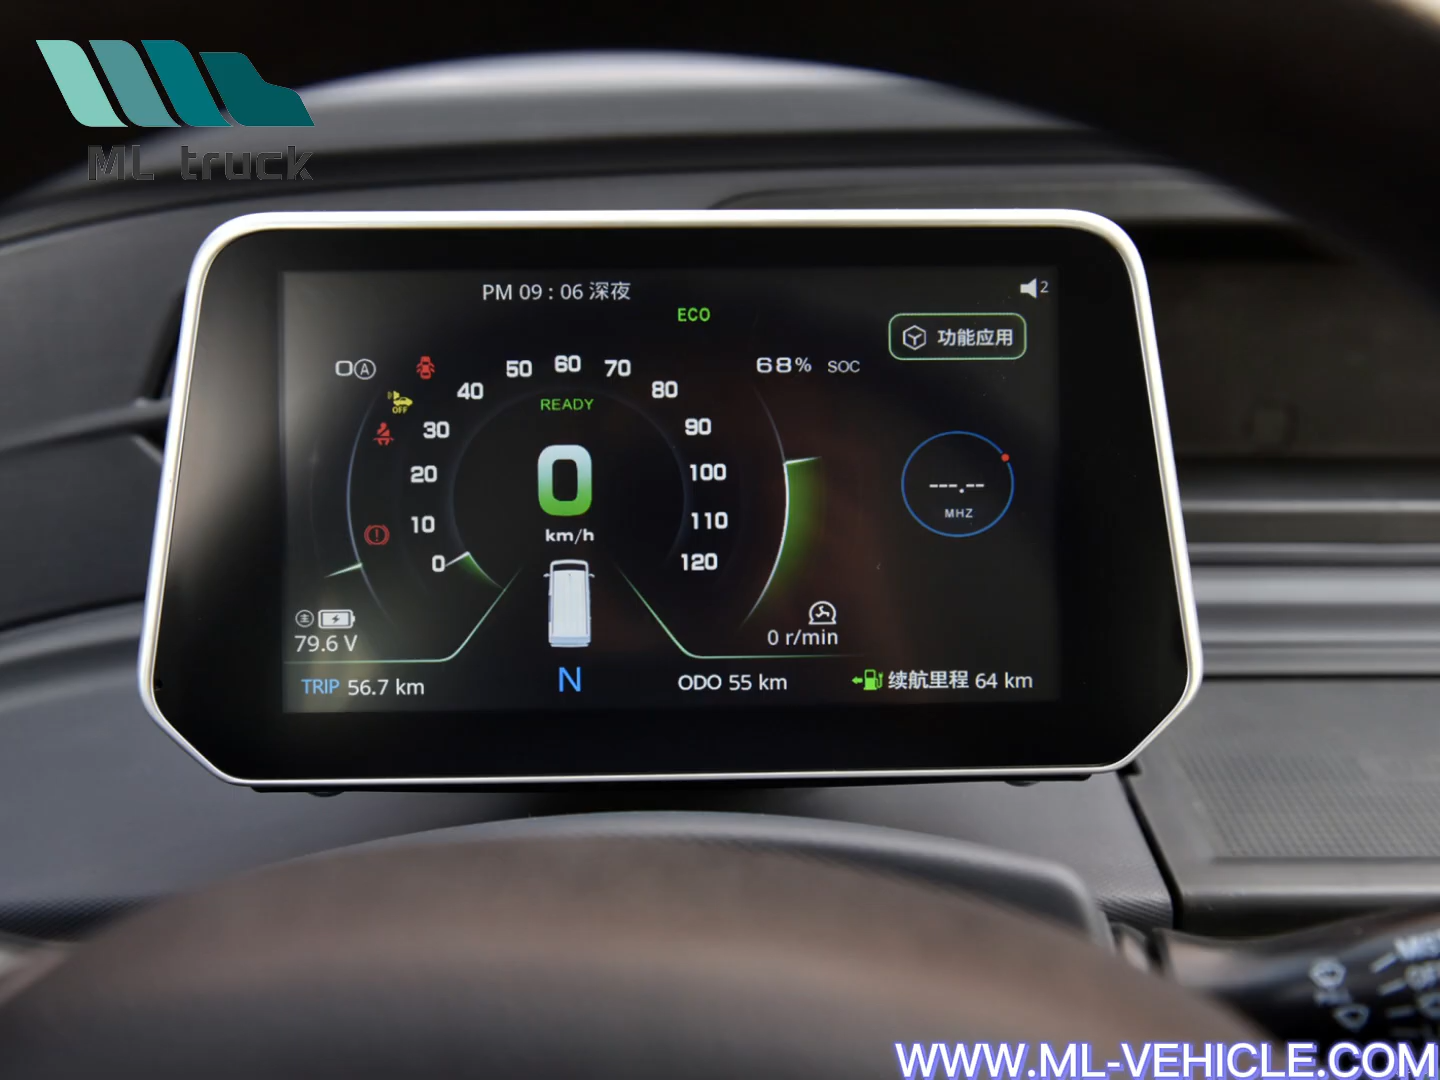 ML truck
PM 09 : 06 深夜
2
ECO
功能应用
A
OFF
50 60 70
40 80
30 90
20 100
10 110
0 120
READY
0
km/h
68% SOC
---.--
MHZ
主
79.6 V
0 r/min
TRIP 56.7 km
N
ODO 55 km
续航里程 64 km
WWW.ML-VEHICLE.COM